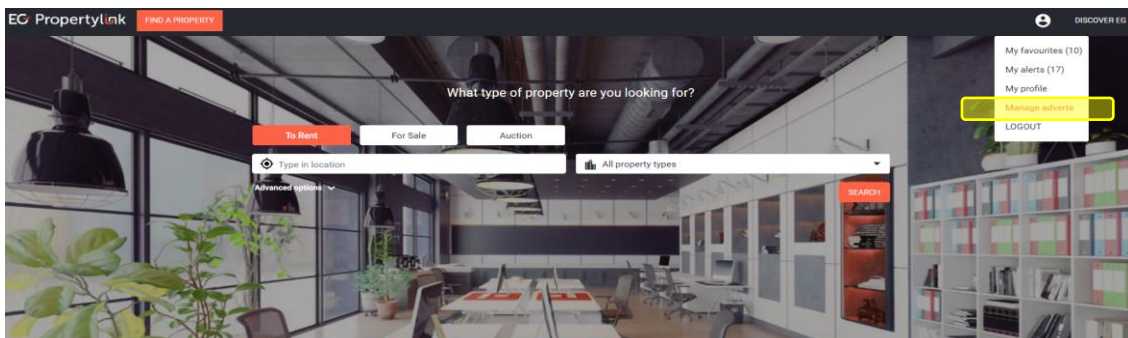 EG Propertylink FIND A PROPERTY DISCOVER EG
My favourites (10)
My alerts (17)
My profile
Manage adverts
LOGOUT
What type of property are you looking for?
To Rent For Sale Auction
Type in location All property types
Advanced options
SEARCH